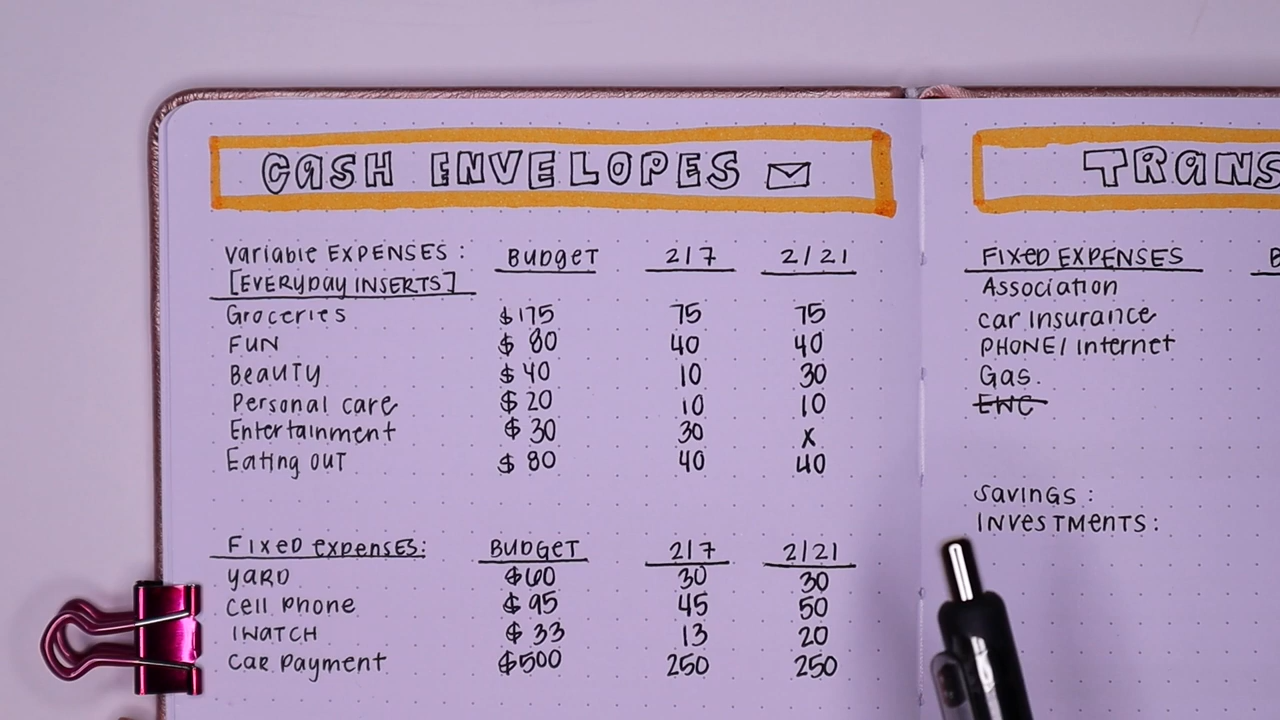 CASH ENVELOPES
Variable EXPENSES: BUDGET 2/7 2/21
[EVERYDAY INSERTS]
Groceries $175 75 75
FUN $80 40 40
Beauty $40 10 30
Personal care $20 10 10
Entertainment $30 30 X
Eating out $80 40 40
Fixed expenses: BUDGET 2/7 2/21
YARD $60 30 30
Cell Phone $95 45 50
IWATCH $33 13 20
Car Payment $500 250 250
TRANS
FIXED EXPENSES B
Association
car insurance
PHONE/ Internet
Gas.
EWC
Savings:
INVESTMENTS: